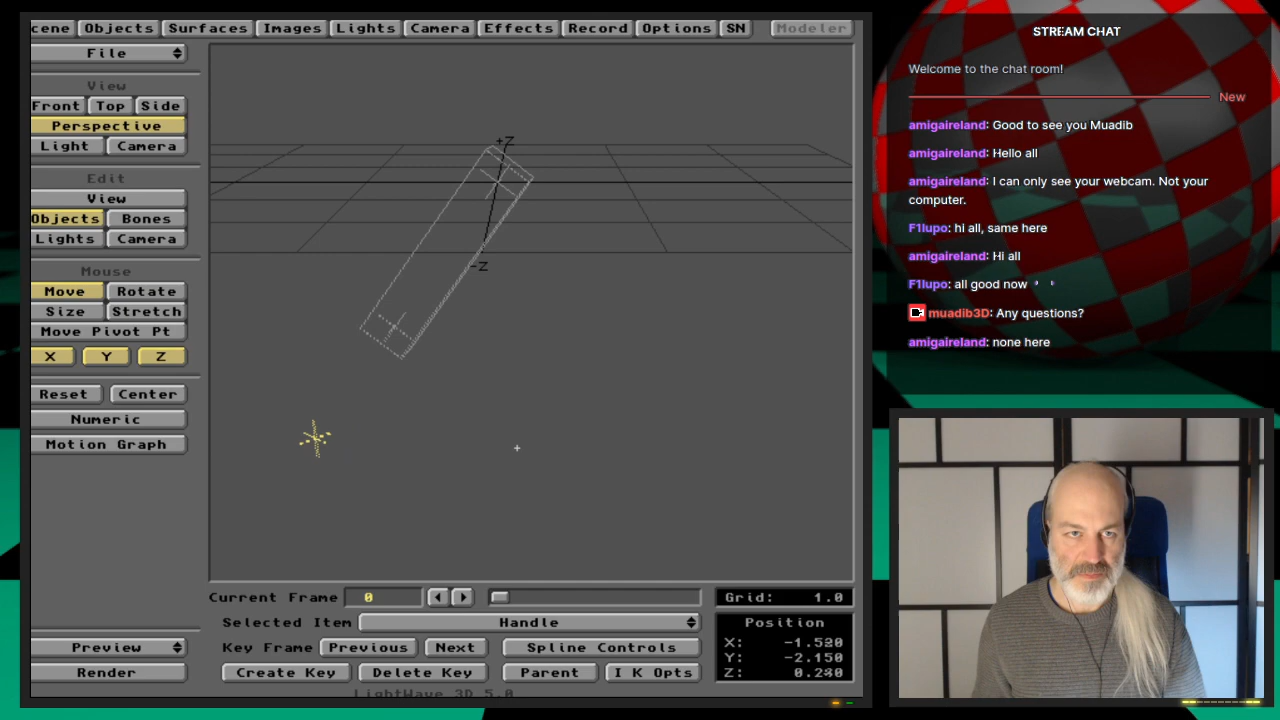 cene Objects Surfaces Images Lights Camera Effects Record Options SN Modeler
File
View
Front Top Side
Perspective
Light Camera
Edit
View
Objects Bones
Lights Camera
Mouse
Move Rotate
Size Stretch
Move Pivot Pt
X Y Z
Reset Center
Numeric
Motion Graph
Preview
Render
+Z
-Z
Current Frame 0
Selected Item Handle
Key Frame Previous Next Spline Controls
Create Key Delete Key Parent I K Opts
LightWave 3D 5.0
Grid: 1.0
Position
X: -1.520
Y: -2.150
Z: 0.240
STREAM CHAT
Welcome to the chat room!
New
amigaireland: Good to see you Muadib
amigaireland: Hello all
amigaireland: I can only see your webcam. Not your
computer.
F1lupo: hi all, same here
amigaireland: Hi all
F1lupo: all good now
muadib3D: Any questions?
amigaireland: none here